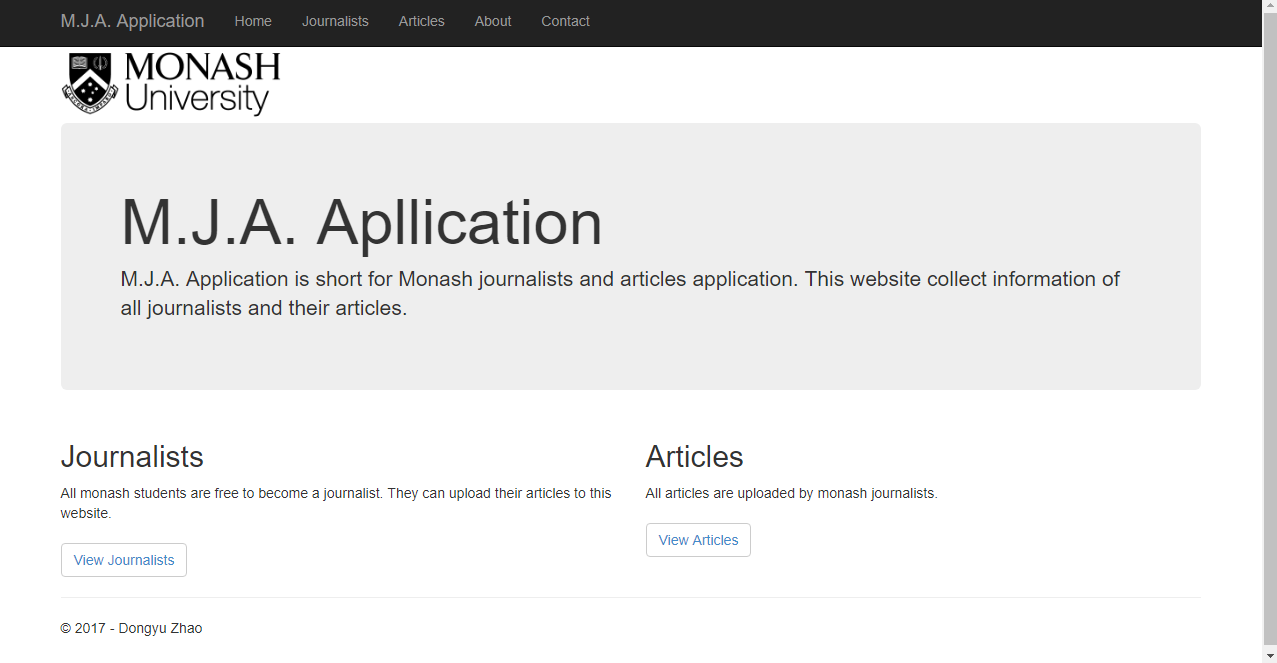 M.J.A. Application Home Journalists Articles About Contact
MONASH
University
M.J.A. Apllication
M.J.A. Application is short for Monash journalists and articles application. This website collect information of
all journalists and their articles.
Journalists
All monash students are free to become a journalist. They can upload their articles to this
website.
View Journalists
Articles
All articles are uploaded by monash journalists.
View Articles
© 2017 - Dongyu Zhao